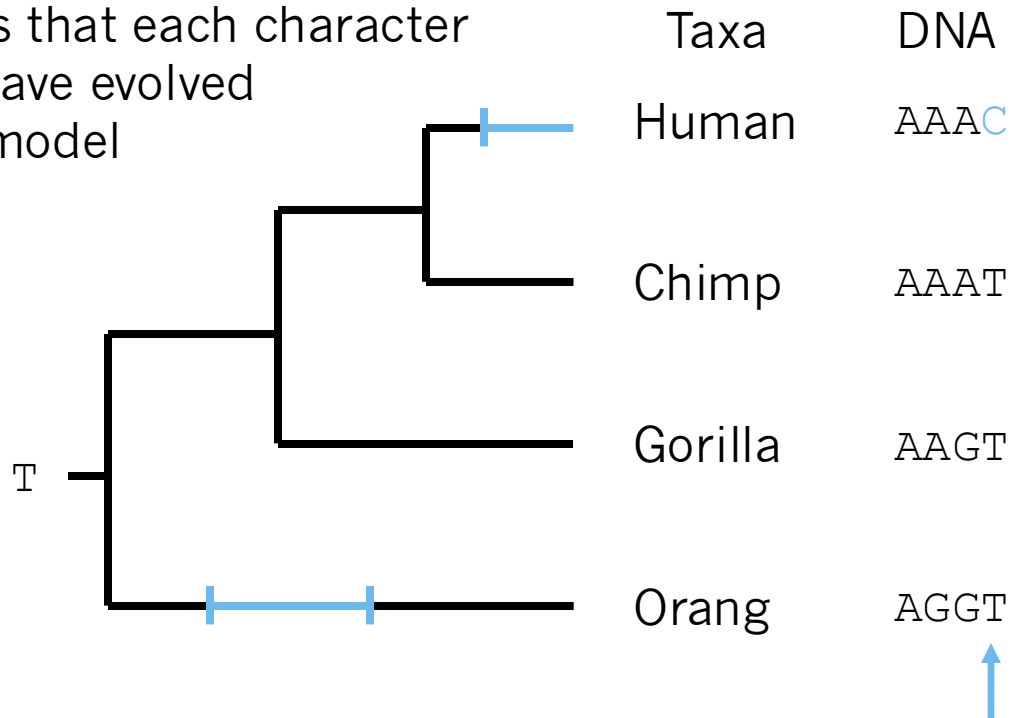 s that each character
ave evolved
model
Taxa DNA
Human AAAC
Chimp AAAT
Gorilla AAGT
T
Orang AGGT